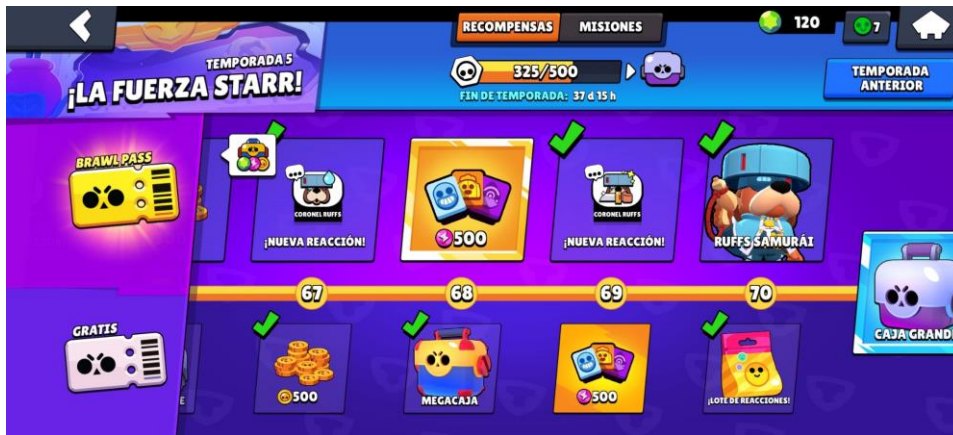 RECOMPENSAS
MISIONES
120
7
TEMPORADA 5
¡LA FUERZA STARR!
325/500
FIN DE TEMPORADA: 37 d 15 h
TEMPORADA
ANTERIOR
BRAWL PASS
CORONEL RUFFS
¡NUEVA REACCIÓN!
500
CORONEL RUFFS
¡NUEVA REACCIÓN!
RUFFS SAMURÁI
67
68
69
70
GRATIS
E
500
MEGACAJA
500
¡LOTE DE REACCIONES!
CAJA GRAND